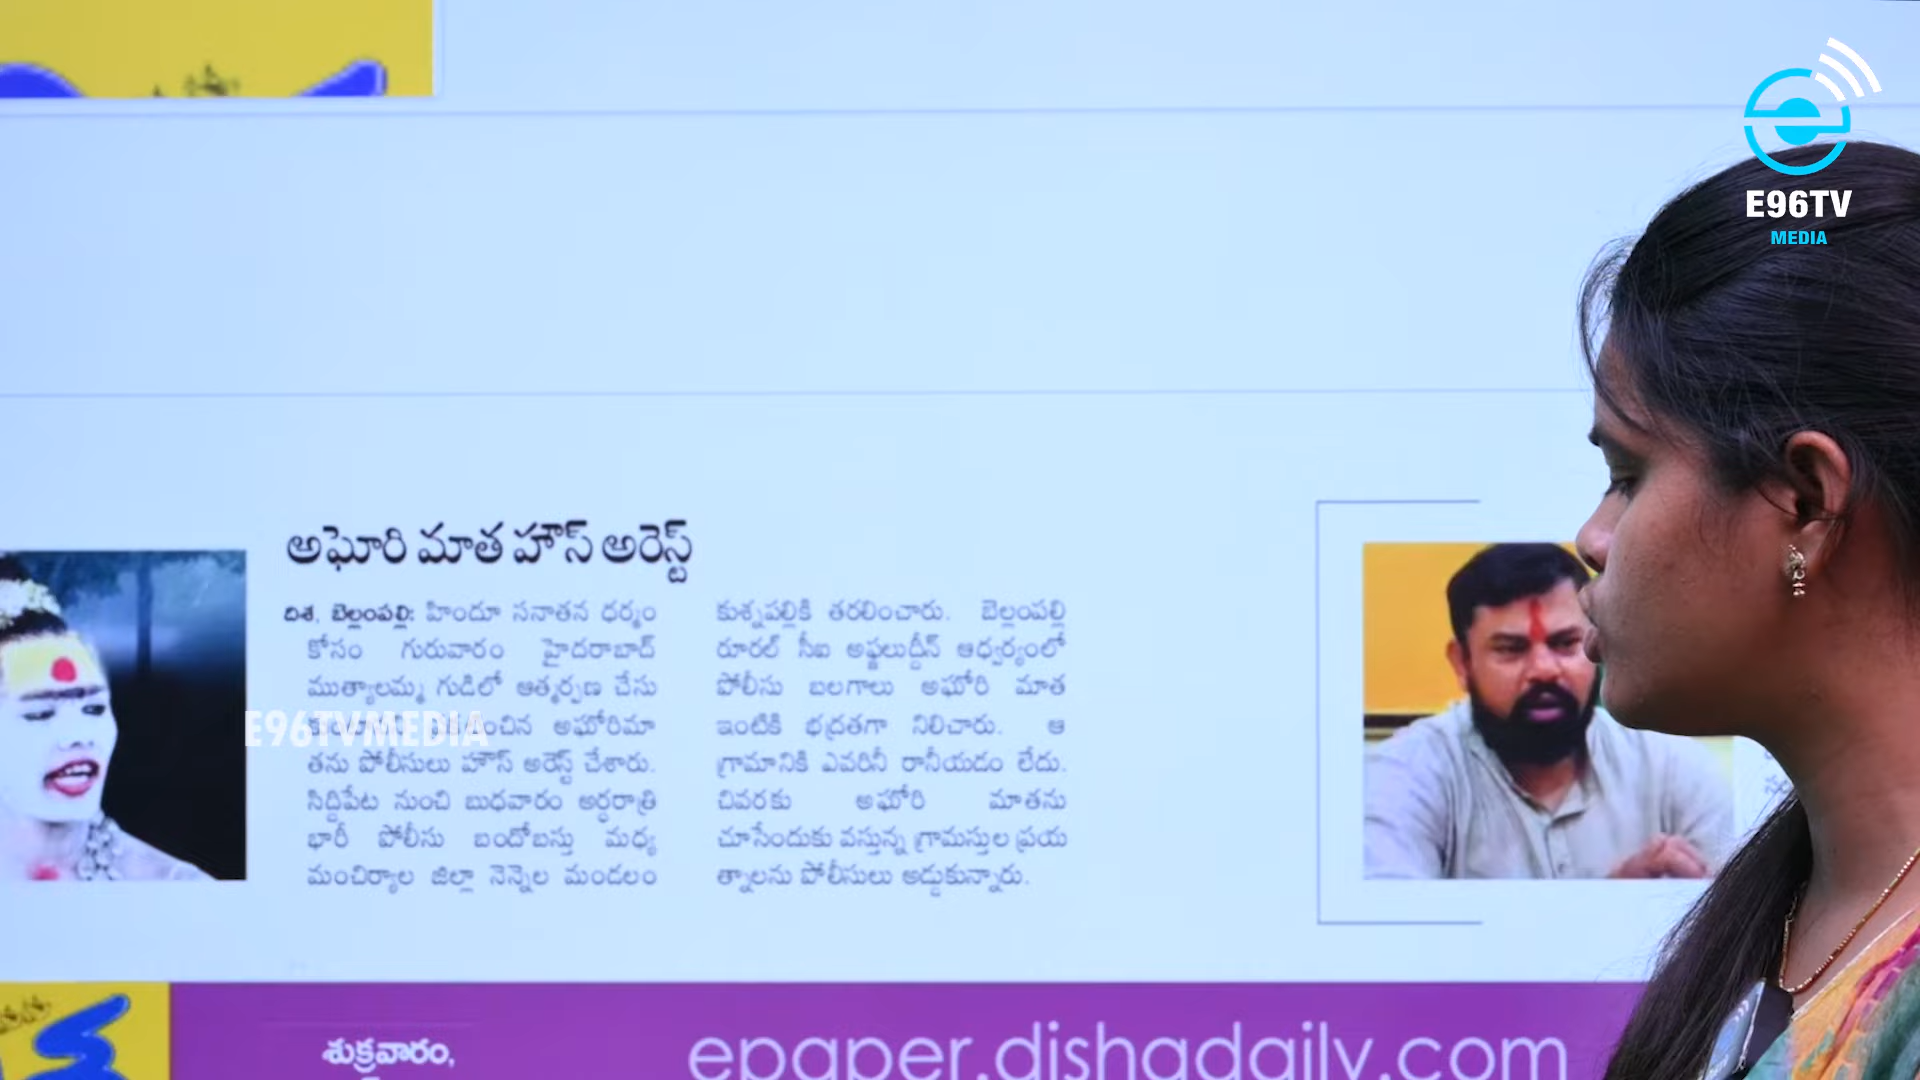 E96TV
MEDIA
అఘోరి మాత హౌస్ అరెస్ట్
దిశ, బెల్లంపల్లి: హిందూ సనాతన ధర్మం
కోసం గురువారం హైదరాబాద్
ముత్యాలమ్మ గుడిలో ఆత్మర్పణ చేసు
అఘోరిమా
E96TVMEDIA
తను పోలీసులు హౌస్ అరెస్ట్ చేశారు.
సిద్దిపేట నుంచి బుధవారం అర్ధరాత్రి
భారీ పోలీసు బందోబస్తు మధ్య
మంచిర్యాల జిల్లా నెన్నెల మండలం
కుశ్నపల్లికి తరలించారు. బెల్లంపల్లి
రూరల్ సీఐ అఫ్జలుద్దీన్ ఆధ్వర్యంలో
పోలీసు బలగాలు అఘోరి మాత
ఇంటికి భద్రతగా నిలిచారు. ఆ
గ్రామానికి ఎవరినీ రానీయడం లేదు.
చివరకు అఘోరి మాతను
చూసేందుకు వస్తున్న గ్రామస్తుల ప్రయ
త్నాలను పోలీసులు అడ్డుకున్నారు.
శుక్రవారం,
epaper.dishadaily.com